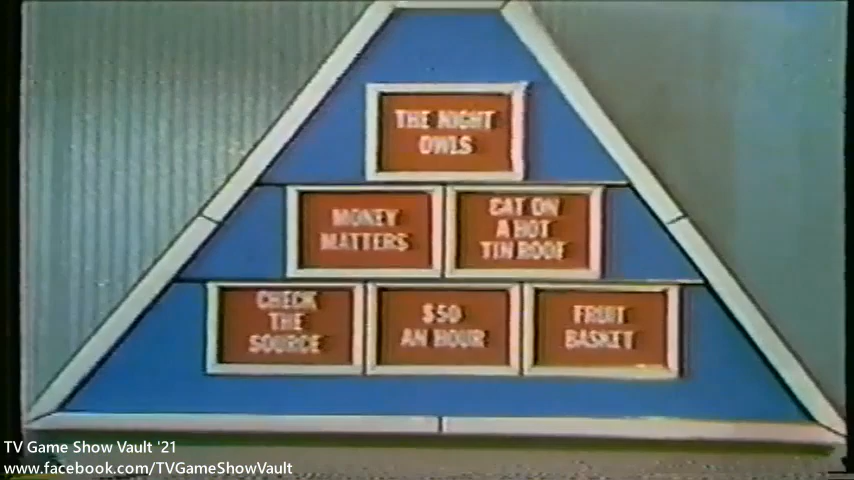 THE NIGHT
OWLS
MONEY
MATTERS
CAT ON
A HOT
TIN ROOF
CHECK
THE
SOURCE
$50
AN HOUR
FRUIT
BASKET
TV Game Show Vault '21
www.facebook.com/TVGameShowVault